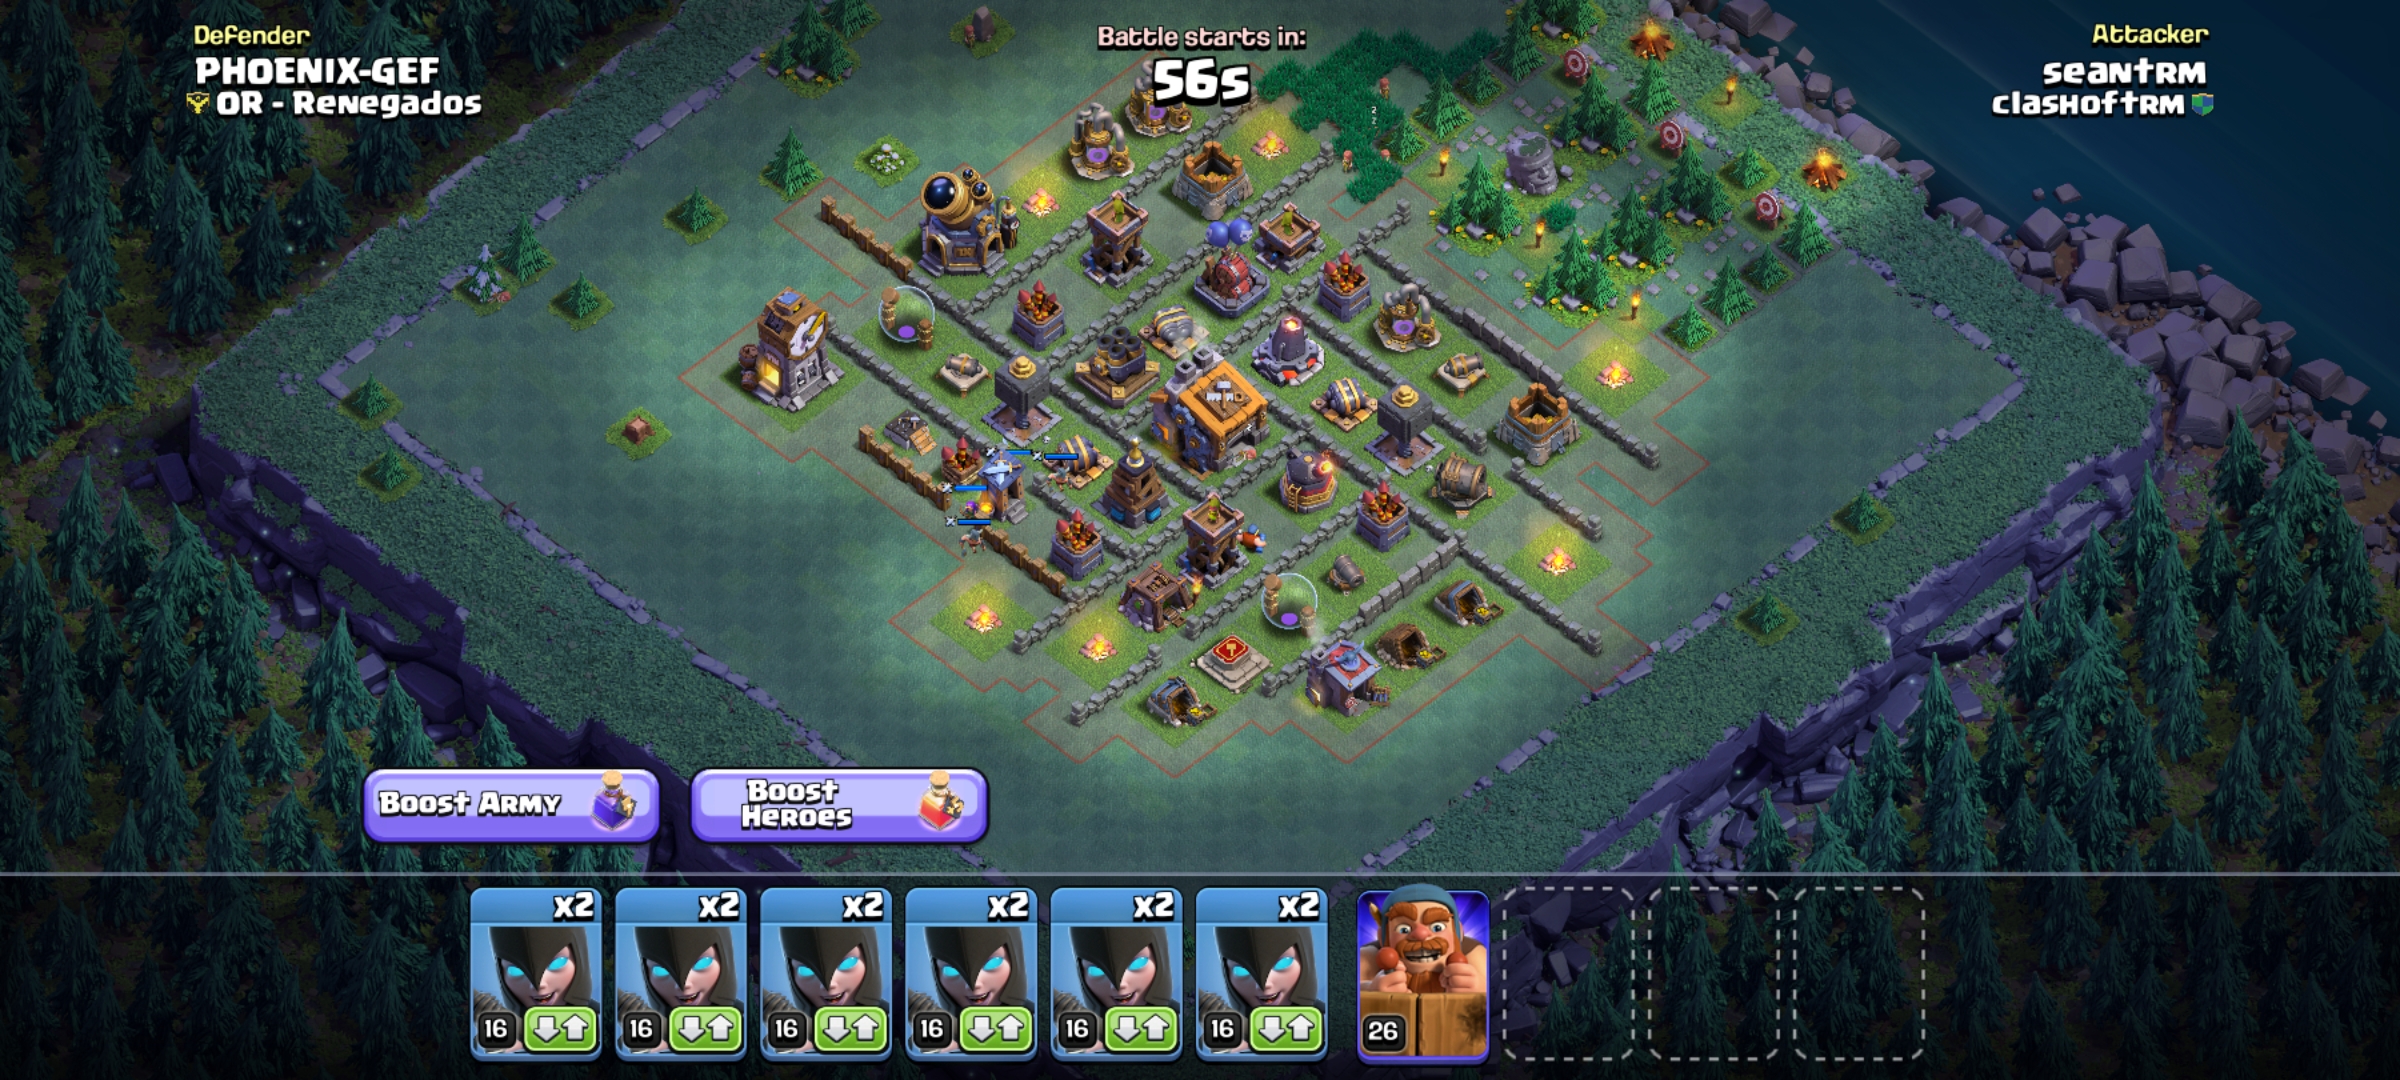 Defender
PHOENIX-GEF
OR - Renegados
Battle starts in:
56s
Attacker
seantRM
clashoftRM
Boost Army
Boost
Heroes
x2
x2
x2
x2
x2
x2
16
16
16
16
16
16
26